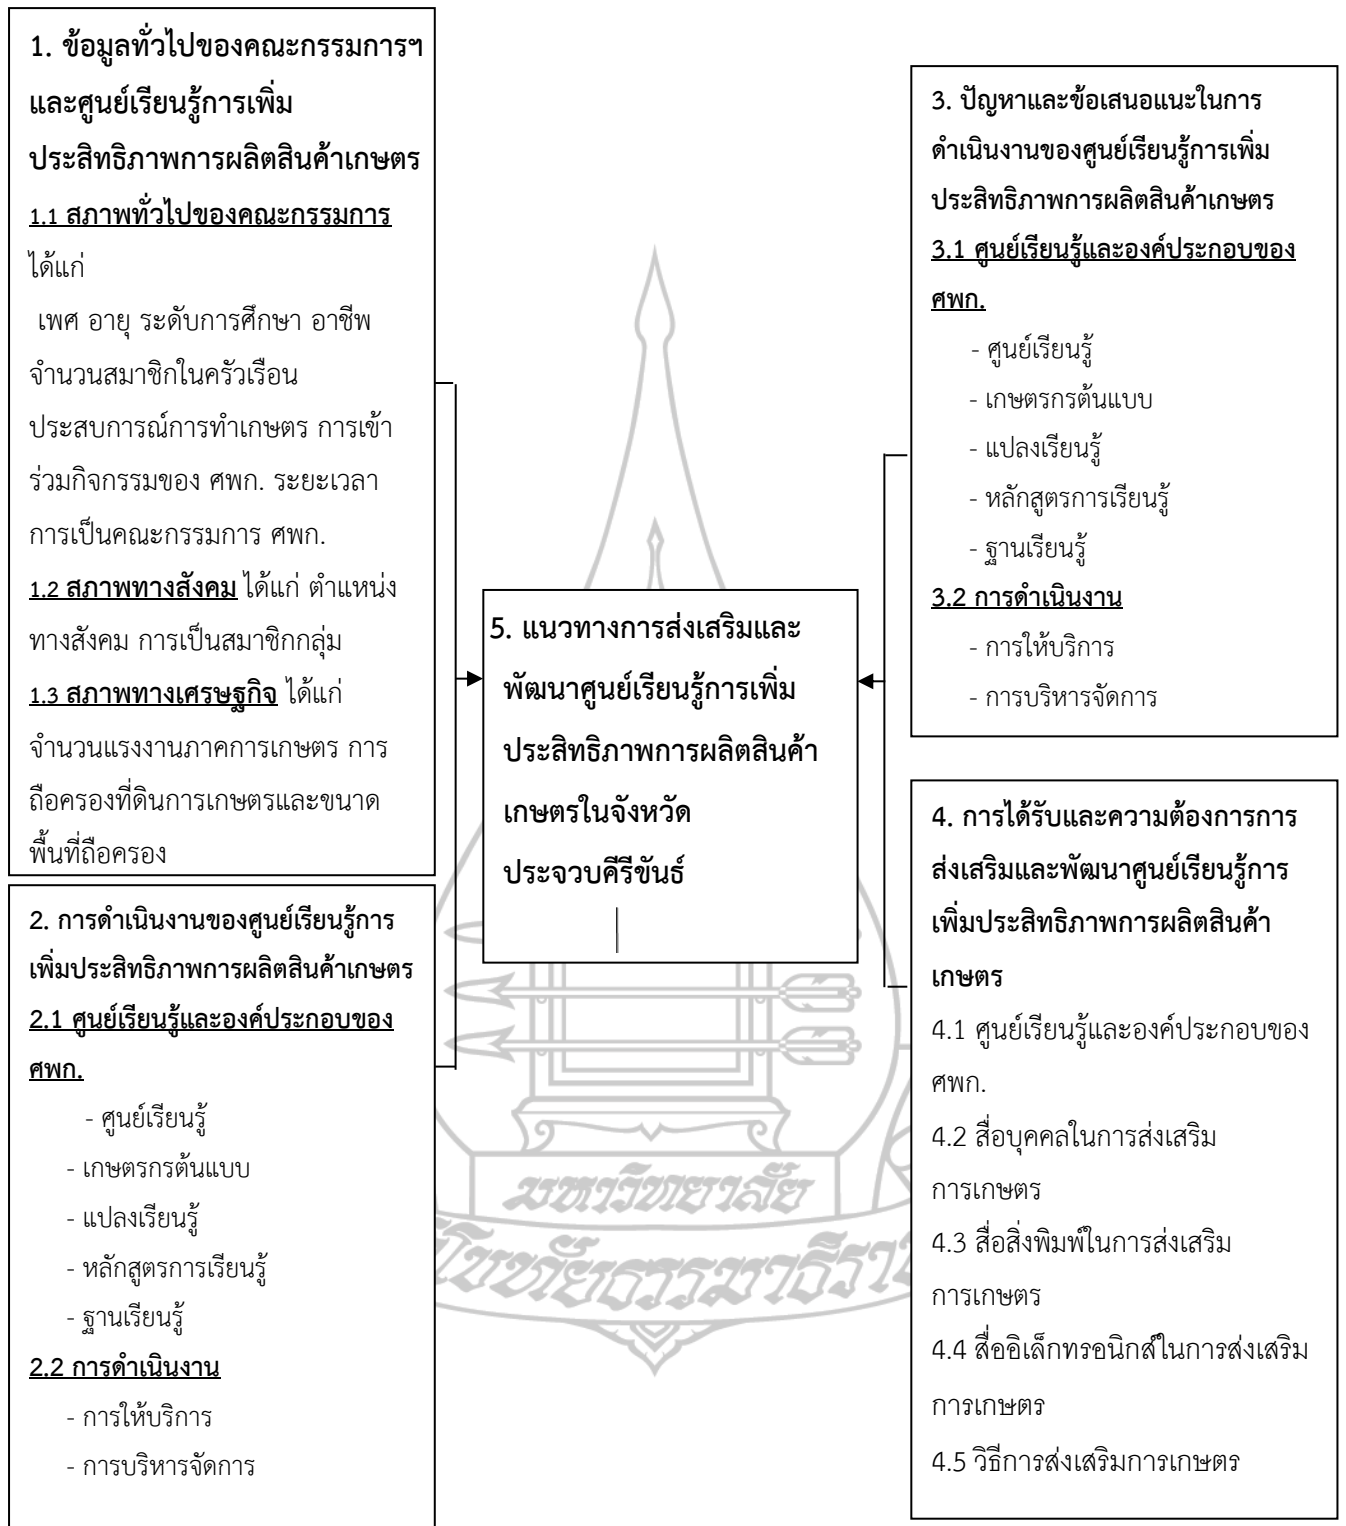 1. ข้อมูลทั่วไปของคณะกรรมการฯ
และศูนย์เรียนรู้การเพิ่ม
ประสิทธิภาพการผลิตสินค้าเกษตร
1.1 สภาพทั่วไปของคณะกรรมการ
ได้แก่
เพศ อายุ ระดับการศึกษา อาชีพ
จำนวนสมาชิกในครัวเรือน
ประสบการณ์การทำเกษตร การเข้า
ร่วมกิจกรรมของ ศพก. ระยะเวลา
การเป็นคณะกรรมการ ศพก.
1.2 สภาพทางสังคม ได้แก่ ตำแหน่ง
ทางสังคม การเป็นสมาชิกกลุ่ม
1.3 สภาพทางเศรษฐกิจ ได้แก่
จำนวนแรงงานภาคการเกษตร การ
ถือครองที่ดินการเกษตรและขนาด
พื้นที่ถือครอง
2. การดำเนินงานของศูนย์เรียนรู้การ
เพิ่มประสิทธิภาพการผลิตสินค้าเกษตร
2.1 ศูนย์เรียนรู้และองค์ประกอบของ
ศพก.
- ศูนย์เรียนรู้
- เกษตรกรต้นแบบ
- แปลงเรียนรู้
- หลักสูตรการเรียนรู้
- ฐานเรียนรู้
2.2 การดำเนินงาน
- การให้บริการ
- การบริหารจัดการ
5. แนวทางการส่งเสริมและ
พัฒนาศูนย์เรียนรู้การเพิ่ม
ประสิทธิภาพการผลิตสินค้า
เกษตรในจังหวัด
ประจวบคีรีขันธ์
3. ปัญหาและข้อเสนอแนะในการ
ดำเนินงานของศูนย์เรียนรู้การเพิ่ม
ประสิทธิภาพการผลิตสินค้าเกษตร
3.1 ศูนย์เรียนรู้และองค์ประกอบของ
ศพก.
- ศูนย์เรียนรู้
- เกษตรกรต้นแบบ
- แปลงเรียนรู้
- หลักสูตรการเรียนรู้
- ฐานเรียนรู้
3.2 การดำเนินงาน
- การให้บริการ
- การบริหารจัดการ
4. การได้รับและความต้องการการ
ส่งเสริมและพัฒนาศูนย์เรียนรู้การ
เพิ่มประสิทธิภาพการผลิตสินค้า
เกษตร
4.1 ศูนย์เรียนรู้และองค์ประกอบของ
ศพก.
4.2 สื่อบุคคลในการส่งเสริม
การเกษตร
4.3 สื่อสิ่งพิมพ์ในการส่งเสริม
การเกษตร
4.4 สื่ออิเล็กทรอนิกส์ในการส่งเสริม
การเกษตร
4.5 วิธีการส่งเสริมการเกษตร
มหาวิทยาลัย